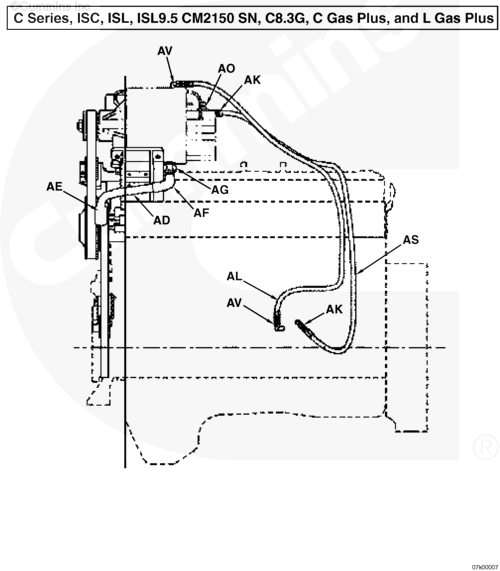 ©Cummins Inc.
C Series, ISC, ISL, ISL9.5 CM2150 SN, C8.3G, C Gas Plus, and L Gas Plus
AV
AO
AK
AE
AG
AD
AF
AS
AL
AV
AK
Cummins
®
07k00007